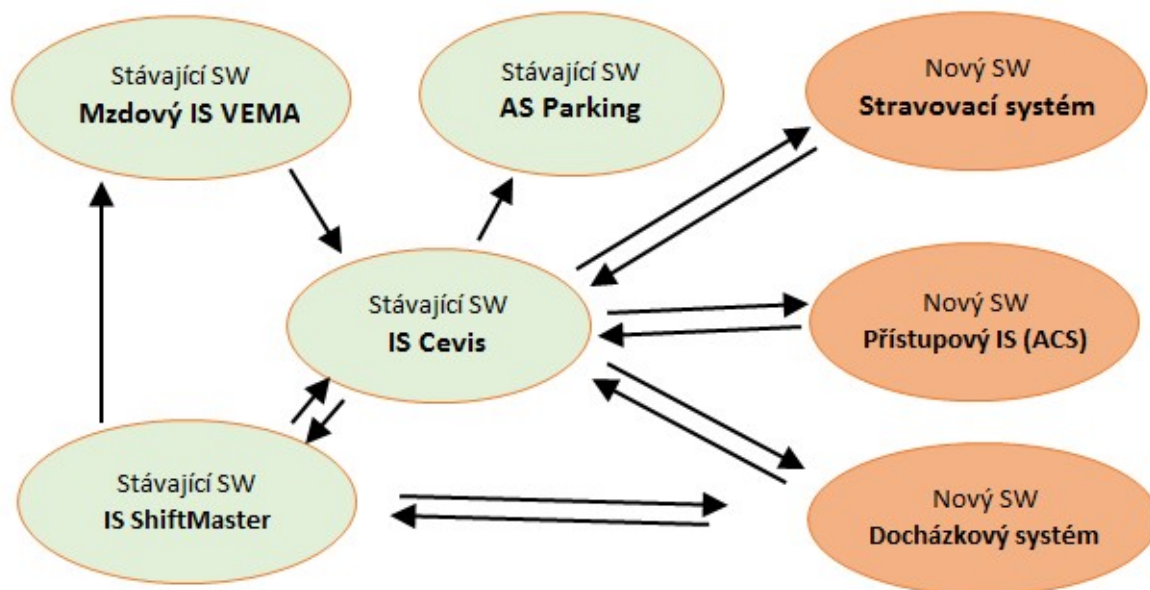 Stávající SW
Mzdový IS VEMA
Stávající SW
AS Parking
Nový SW
Stravovací systém
Stávající SW
IS Cevis
Nový SW
Přístupový IS (ACS)
Stávající SW
IS ShiftMaster
Nový SW
Docházkový systém